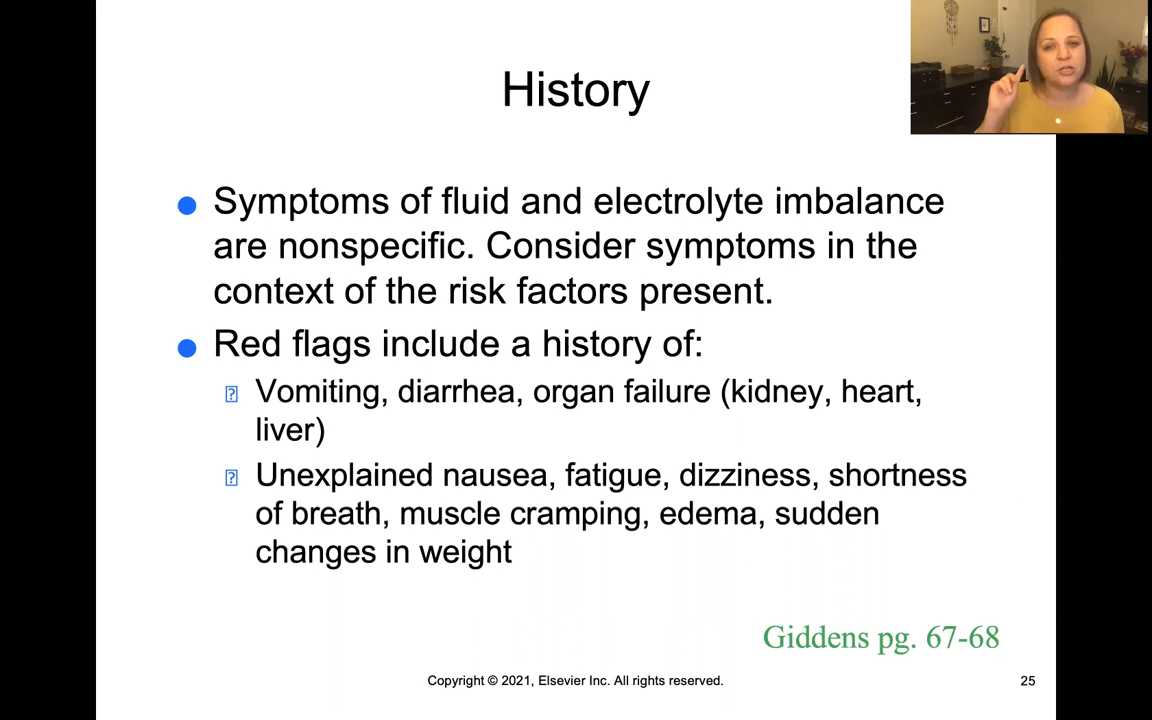 History
Symptoms of fluid and electrolyte imbalance
are nonspecific. Consider symptoms in the
context of the risk factors present.
Red flags include a history of:
Vomiting, diarrhea, organ failure (kidney, heart,
liver)
Unexplained nausea, fatigue, dizziness, shortness
of breath, muscle cramping, edema, sudden
changes in weight
Giddens pg. 67-68
Copyright © 2021, Elsevier Inc. All rights reserved.
25